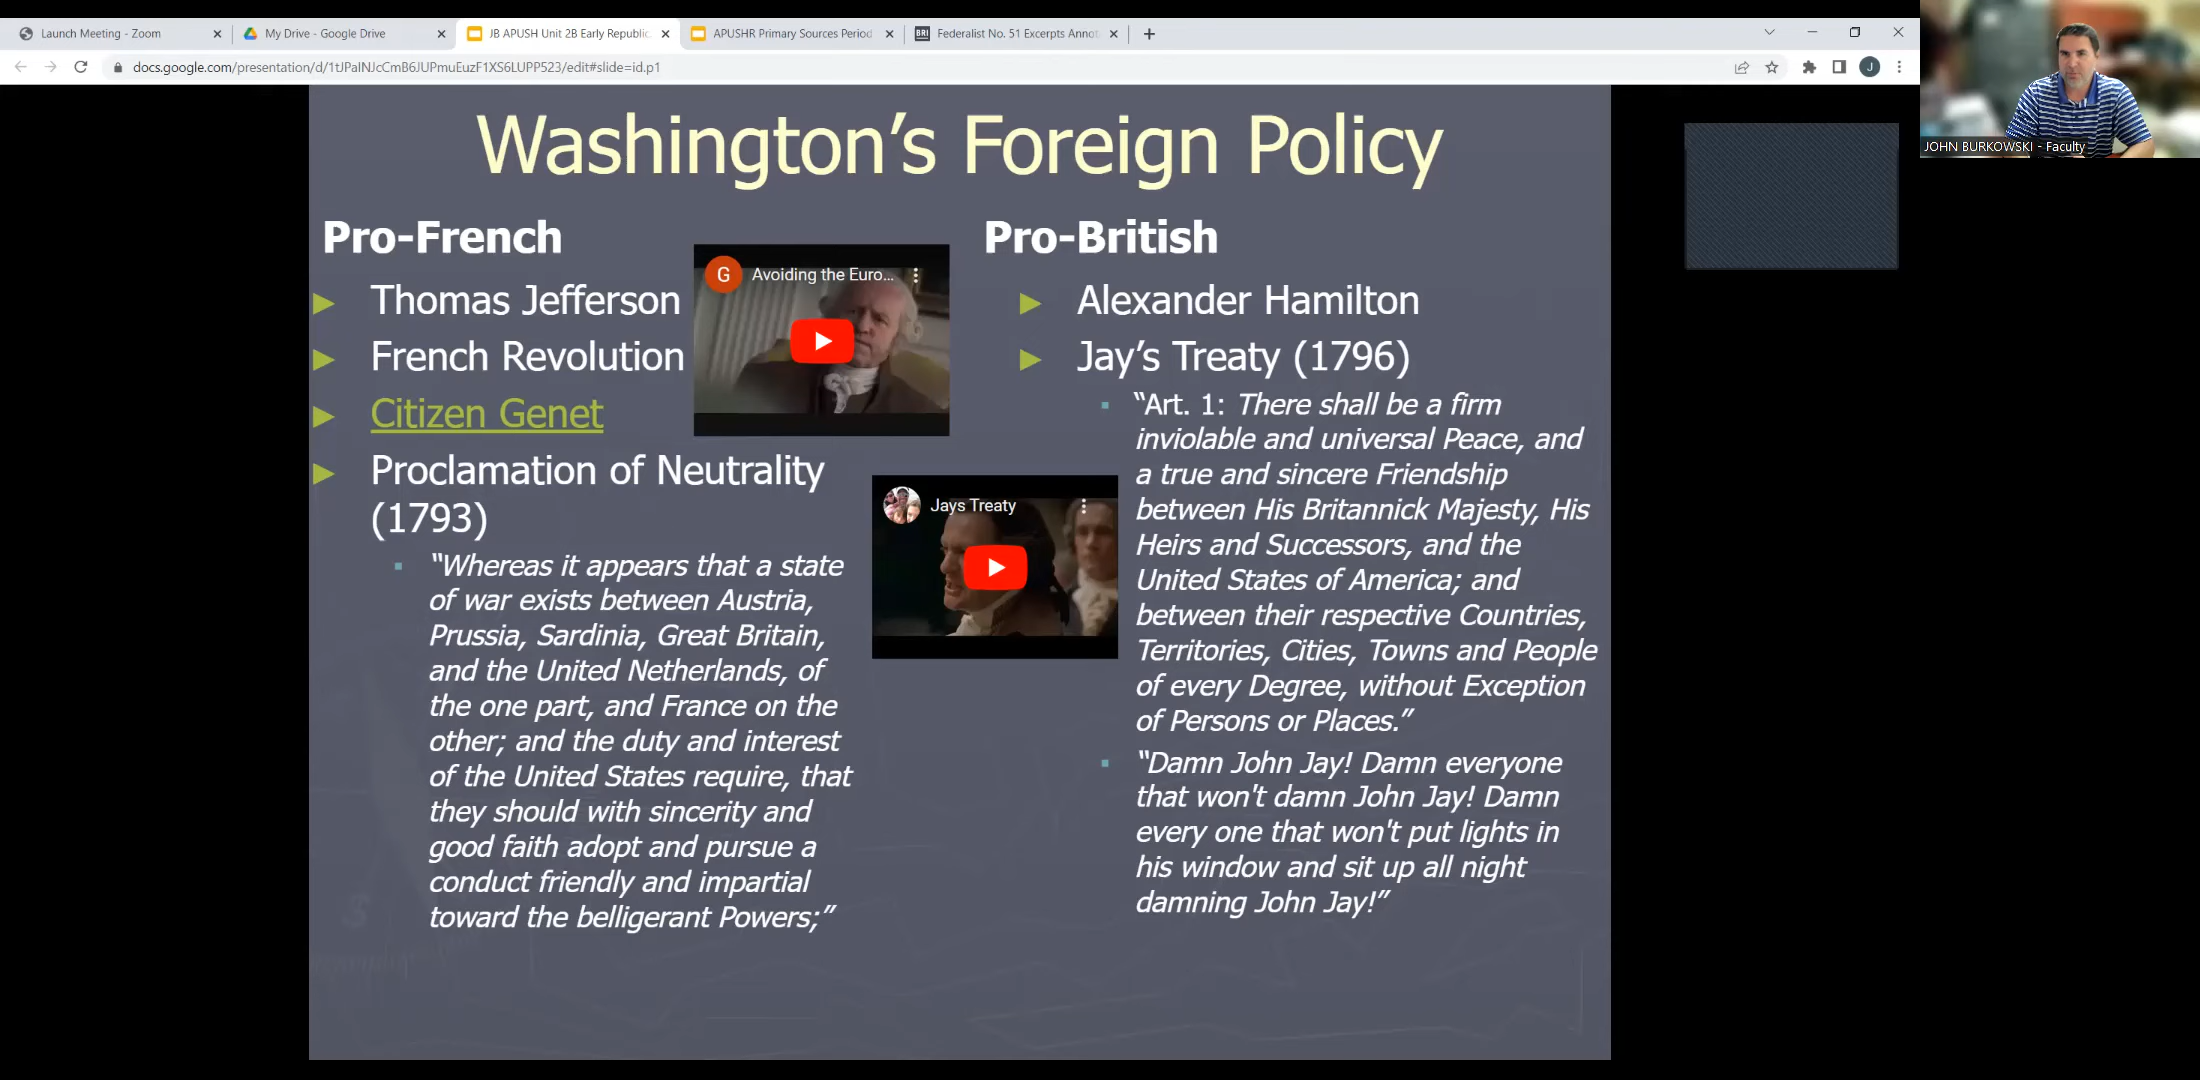 Launch Meeting - Zoom
My Drive - Google Drive
JB APUSH Unit 2B Early Republic
APUSHR Primary Sources Period
BRI
Federalist No. 51 Excerpts Annot
docs.google.com/presentation/d/1tJPaINJcCmB6JUPmuEuzF1XS6LUPP523/edit#slide=id.p1
J
JOHN BURKOWSKI - Faculty
Washington's Foreign Policy
Pro-French
Thomas Jefferson
French Revolution
Citizen Genet
Proclamation of Neutrality
(1793)
"Whereas it appears that a state
of war exists between Austria,
Prussia, Sardinia, Great Britain,
and the United Netherlands, of
the one part, and France on the
other; and the duty and interest
of the United States require, that
they should with sincerity and
good faith adopt and pursue a
conduct friendly and impartial
toward the belligerant Powers;"
G
Avoiding the Euro...
Jays Treaty
Pro-British
Alexander Hamilton
Jay's Treaty (1796)
"Art. 1: There shall be a firm
inviolable and universal Peace, and
a true and sincere Friendship
between His Britannick Majesty, His
Heirs and Successors, and the
United States of America; and
between their respective Countries,
Territories, Cities, Towns and People
of every Degree, without Exception
of Persons or Places."
"Damn John Jay! Damn everyone
that won't damn John Jay! Damn
every one that won't put lights in
his window and sit up all night
damning John Jay!"